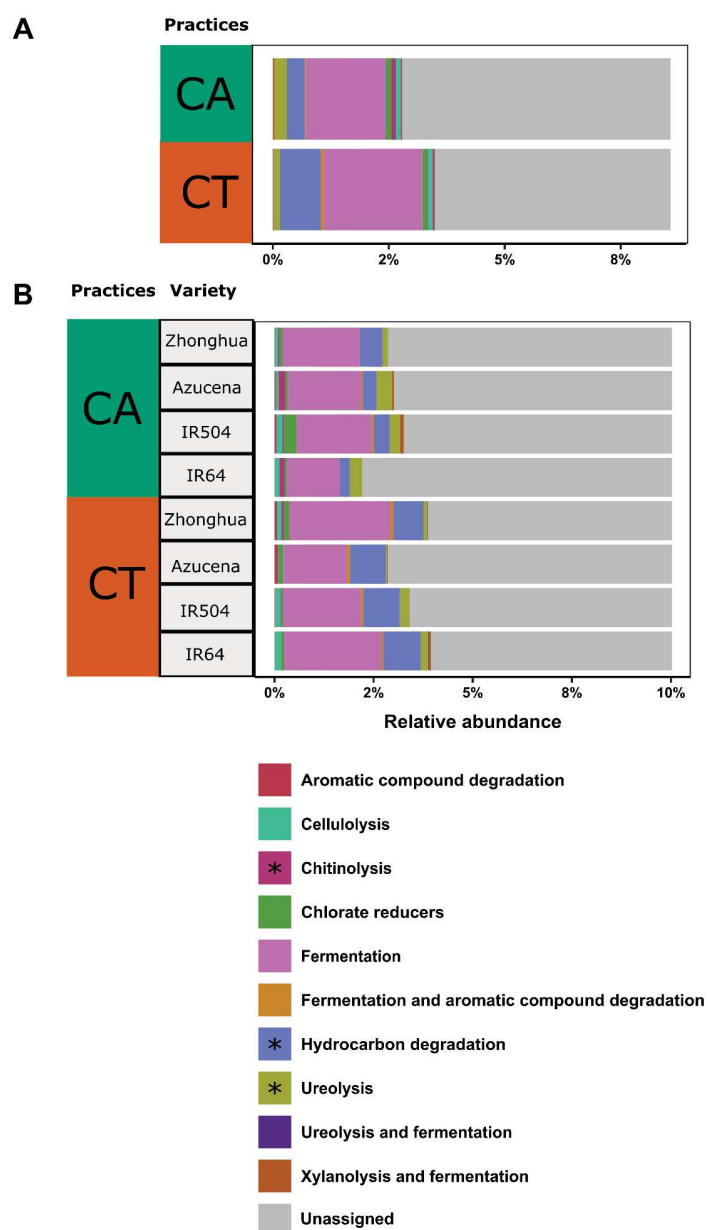 A
Practices
CA
CT
0% 2% 5% 8%
B
Practices Variety
CA
Zhonghua
Azucena
IR504
IR64
CT
Zhonghua
Azucena
IR504
IR64
0% 2% 5% 8% 10%
Relative abundance
Aromatic compound degradation
Cellulolysis
* Chitinolysis
Chlorate reducers
Fermentation
Fermentation and aromatic compound degradation
* Hydrocarbon degradation
* Ureolysis
Ureolysis and fermentation
Xylanolysis and fermentation
Unassigned